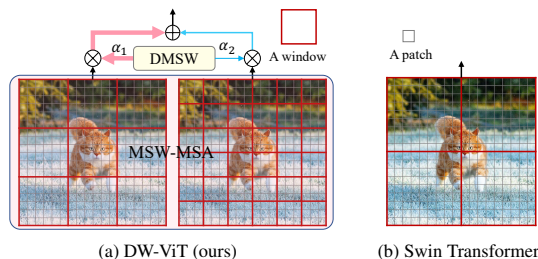 α₁
α₂
DMSW
A window
A patch
MSW-MSA
(a) DW-ViT (ours)
(b) Swin Transformer